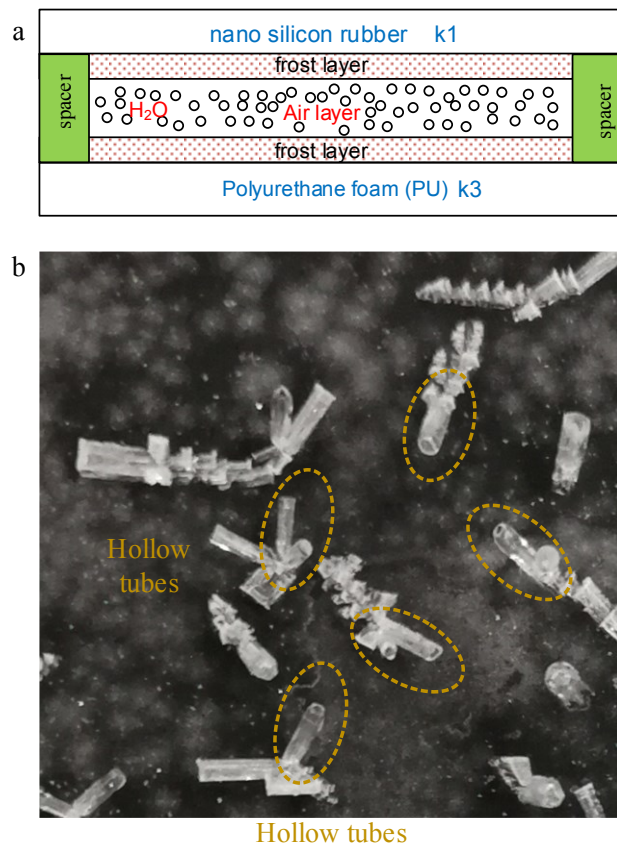 a
nano silicon rubber k1
frost layer
spacer
H₂O
Air layer
spacer
frost layer
Polyurethane foam (PU) k3
b
Hollow
tubes
Hollow tubes